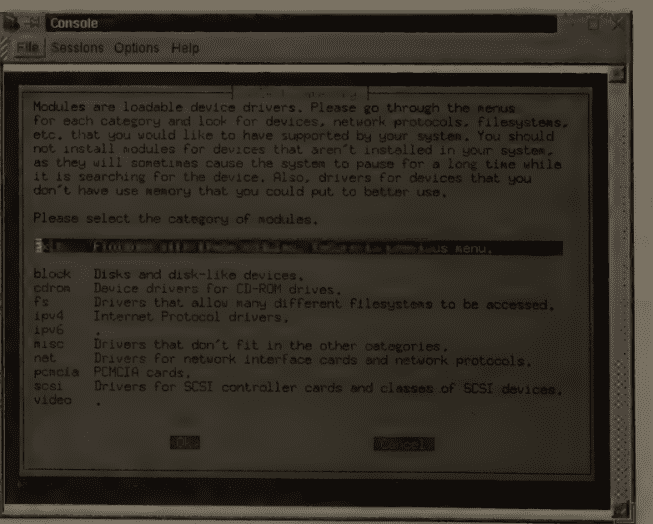 Console
File Sessions Options Help
Modules are loadable device drivers. Please go through the menus
for each category and look for devices, network protocols, filesystems,
etc. that you would like to have supported by your system. You should
not install modules for devices that aren't installed in your system,
as they will sometimes cause the system to pause for a long time while
it is searching for the device. Also, drivers for devices that you
don't have use memory that you could put to better use.
Please select the category of modules.
menu.
block Disks and disk-like devices.
cdrom Device drivers for CD-ROM drives.
fs Drivers that allow many different filesystems to be accessed.
ipv4 Internet Protocol drivers.
ipv6 .
misc Drivers that don't fit in the other categories.
net Drivers for network interface cards and network protocols.
pcmcia PCMCIA cards.
scsi Drivers for SCSI controller cards and classes of SCSI devices.
video .
Ok Cancel